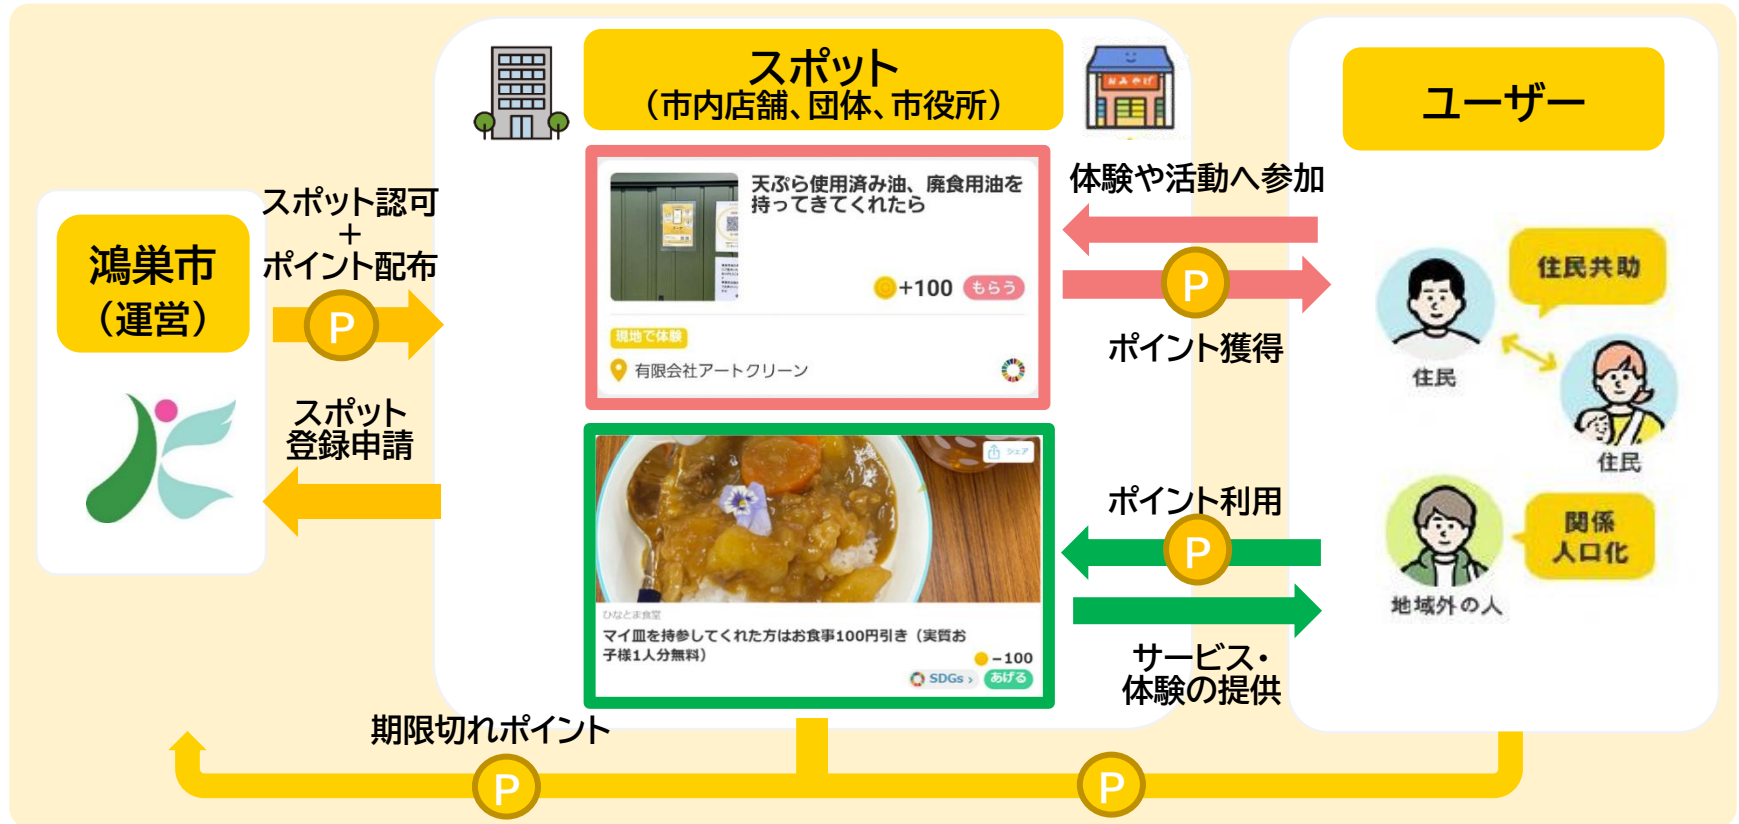 スポット
（市内店舗、団体、市役所）
ユーザー
鴻巣市
（運営）
スポット認可
＋
ポイント配布
P
スポット
登録申請
おみやげ
天ぷら使用済み油、廃食用油を
持ってきてくれたら
+100 もらう
現地で体験
有限会社アートクリーン
シェア
ひなとま食堂
マイ皿を持参してくれた方はお食事100円引き（実質お
子様1人分無料）
-100
SDGs › あげる
体験や活動へ参加
P
ポイント獲得
ポイント利用
P
サービス・
体験の提供
住民共助
住民
住民
関係
人口化
地域外の人
期限切れポイント
P
P